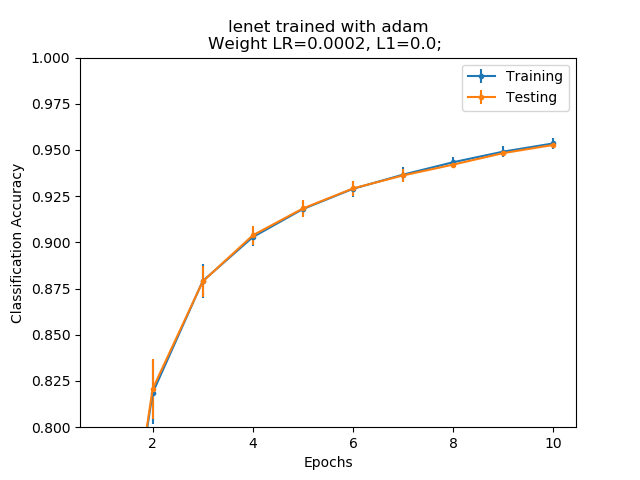 lenet trained with adam
Weight LR=0.0002, L1=0.0;
1.000
0.975
0.950
0.925
0.900
0.875
0.850
0.825
0.800
Classification Accuracy
Training
Testing
2
4
6
8
10
Epochs